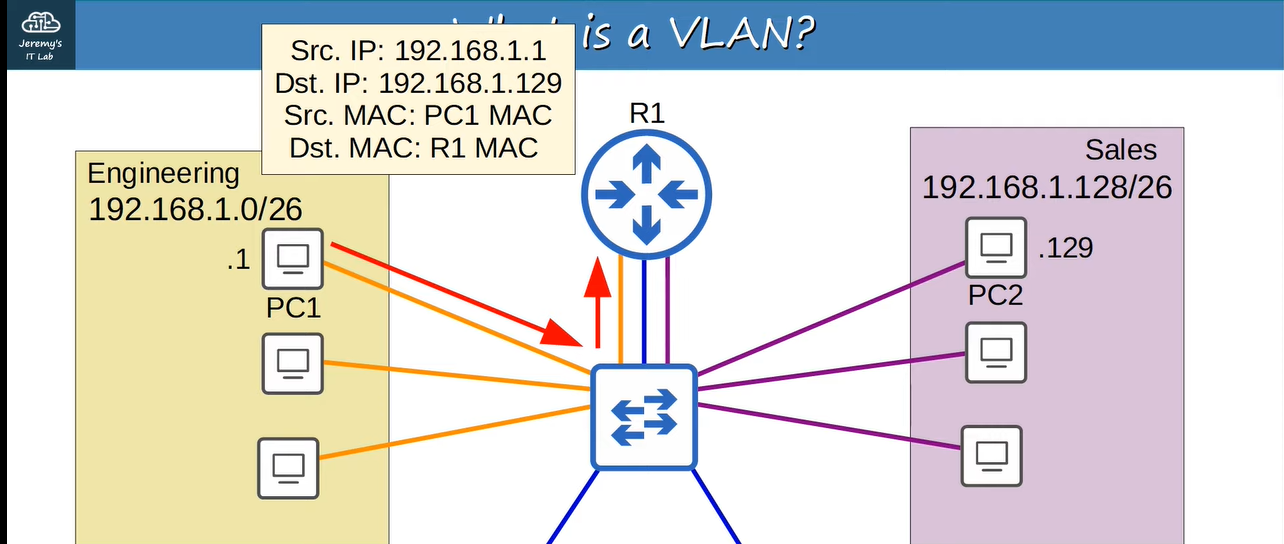 Jeremy's
IT Lab
is a VLAN?
Src. IP: 192.168.1.1
Dst. IP: 192.168.1.129
Src. MAC: PC1 MAC
Dst. MAC: R1 MAC
R1
Engineering
192.168.1.0/26
.1
PC1
Sales
192.168.1.128/26
.129
PC2